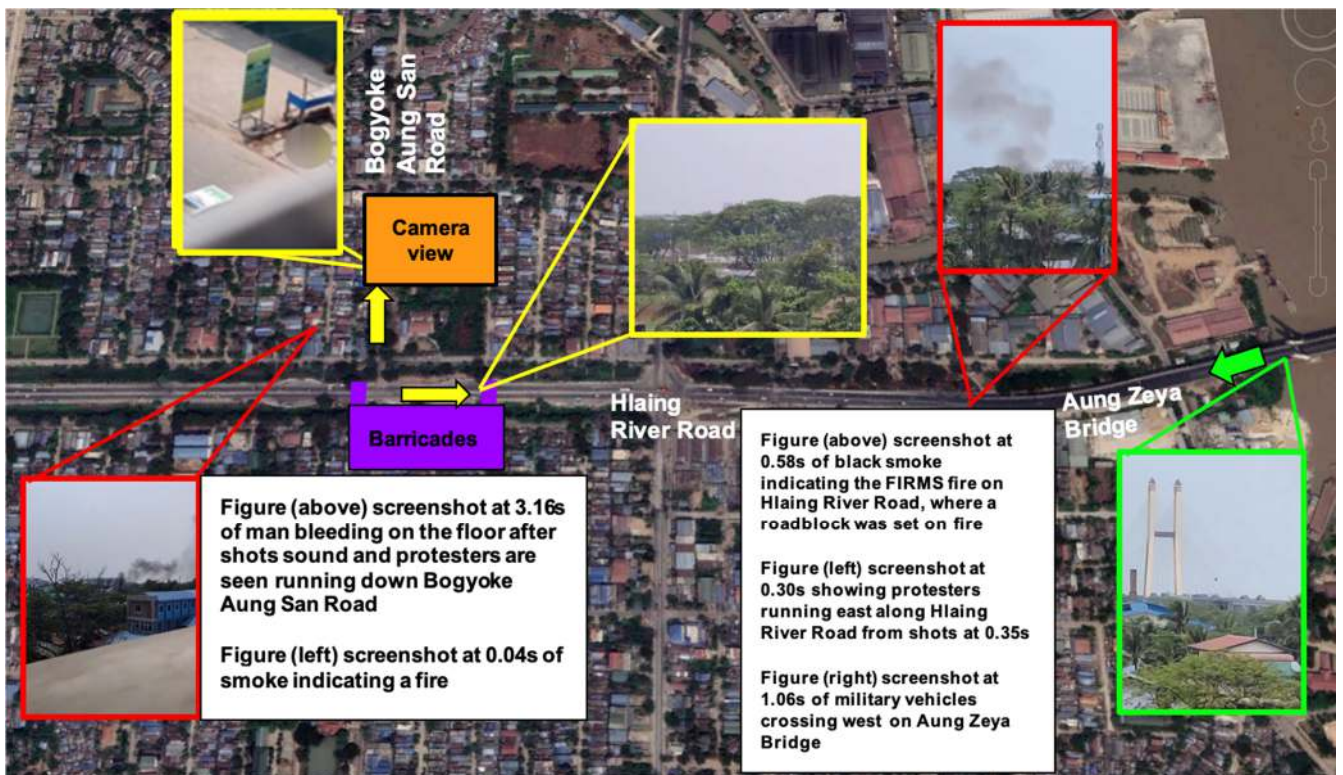 Bogyoke
Aung San
Road
Camera
view
Barricades
Hlaing
River Road
Aung Zeya
Bridge
Figure (above) screenshot at 3.16s
of man bleeding on the floor after
shots sound and protesters are
seen running down Bogyoke
Aung San Road
Figure (left) screenshot at 0.04s of
smoke indicating a fire
Figure (above) screenshot at
0.58s of black smoke
indicating the FIRMS fire on
Hlaing River Road, where a
roadblock was set on fire
Figure (left) screenshot at
0.30s showing protesters
running east along Hlaing
River Road from shots at 0.35s
Figure (right) screenshot at
1.06s of military vehicles
crossing west on Aung Zeya
Bridge